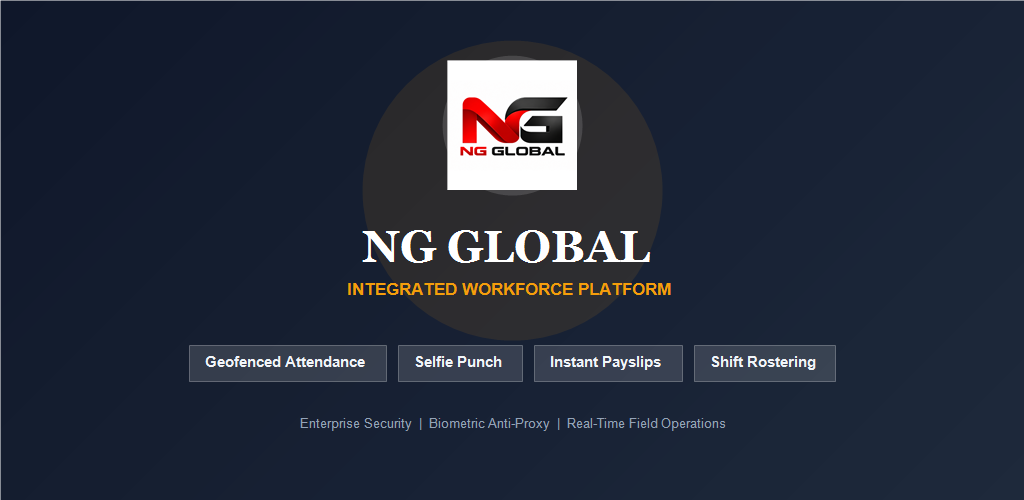 NG
NG GLOBAL
NG GLOBAL
INTEGRATED WORKFORCE PLATFORM
Geofenced Attendance
Selfie Punch
Instant Payslips
Shift Rostering
Enterprise Security | Biometric Anti-Proxy | Real-Time Field Operations